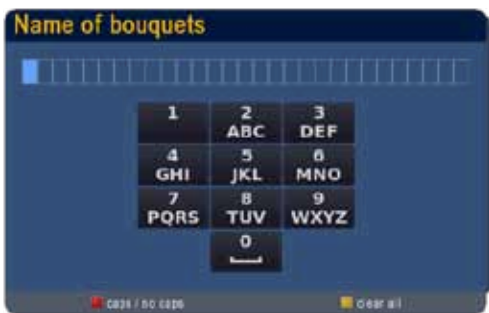 Name of bouquets
1 2 3
ABC DEF
4 5 6
GHI JKL MNO
7 8 9
PQRS TUV WXYZ
0
caps / no caps clear all